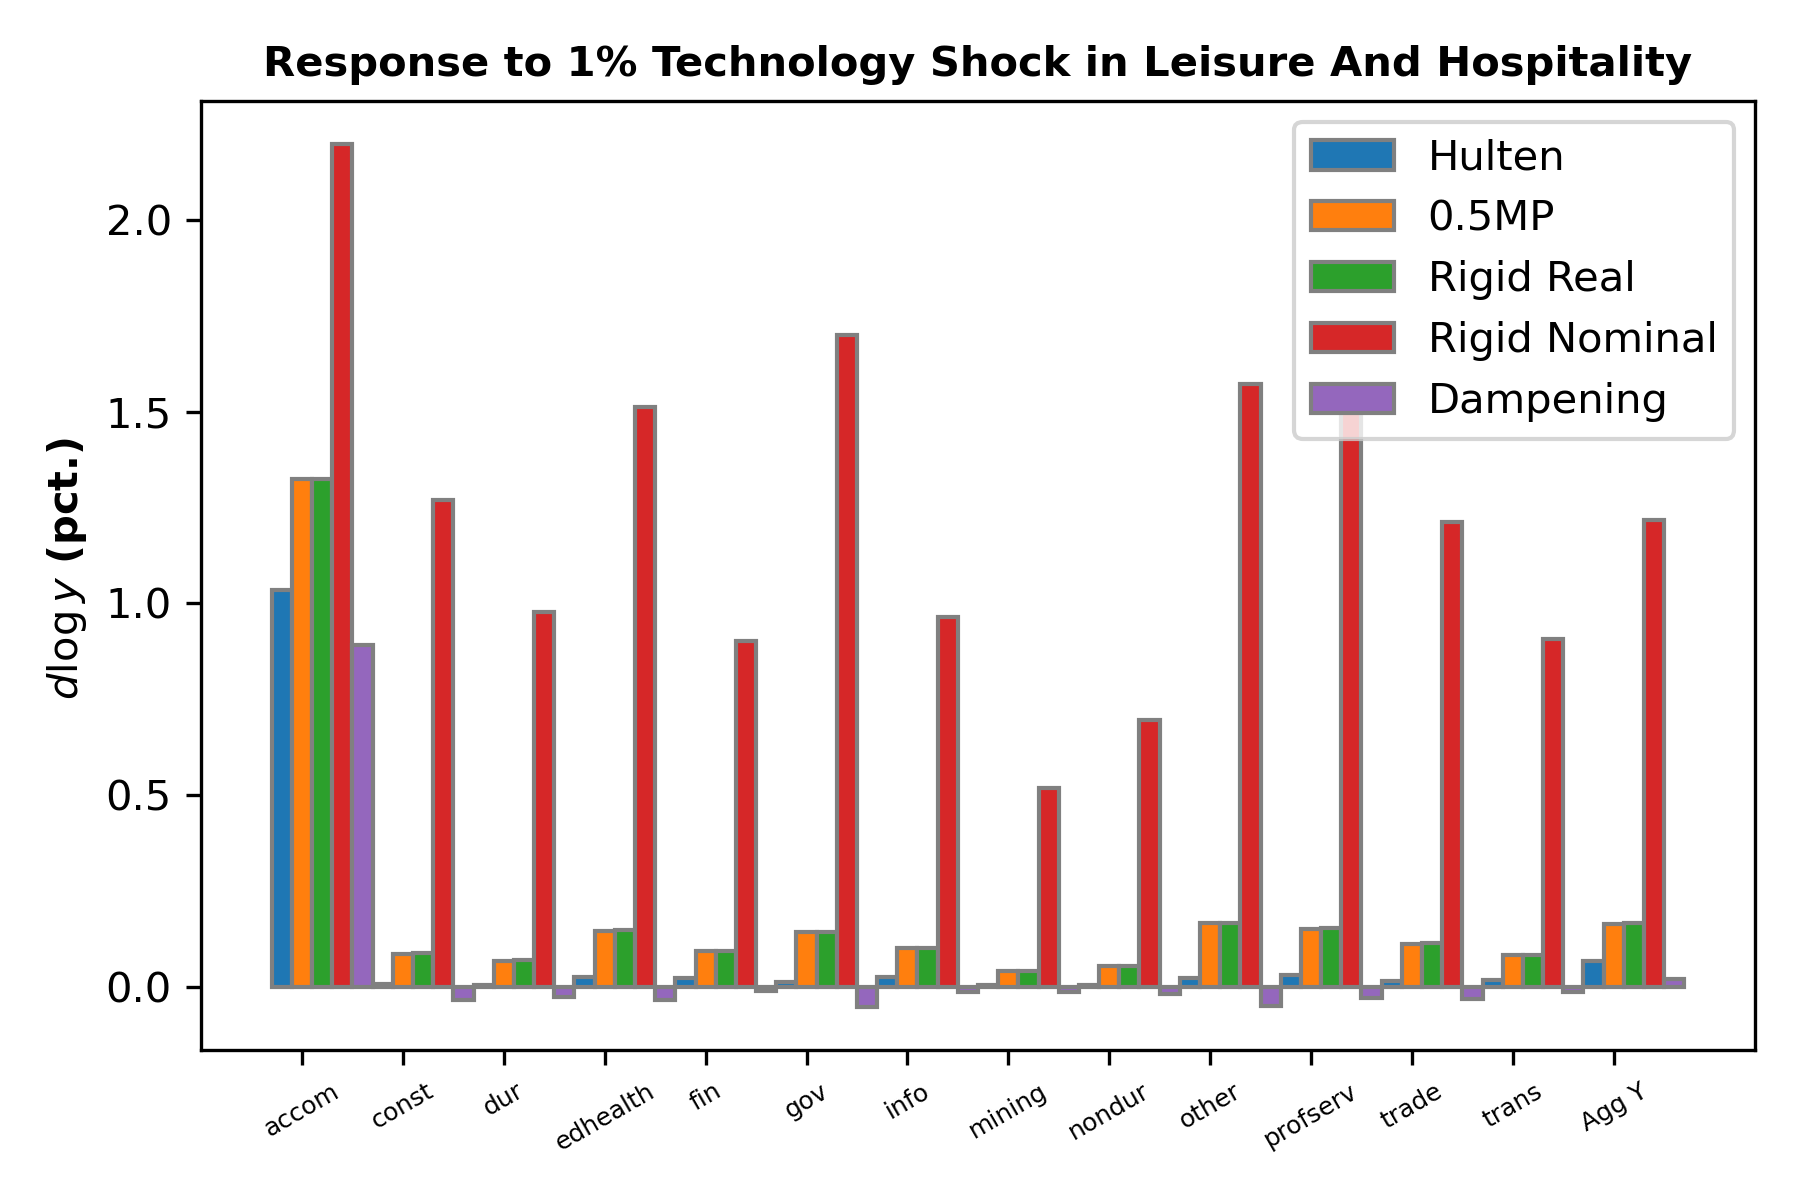 Response to 1% Technology Shock in Leisure And Hospitality
Hulten
0.5MP
Rigid Real
Rigid Nominal
Dampening
dlog y (pct.)
2.0
1.5
1.0
0.5
0.0
accom const dur edhealth fin gov info mining nondur other profserv trade trans Agg Y